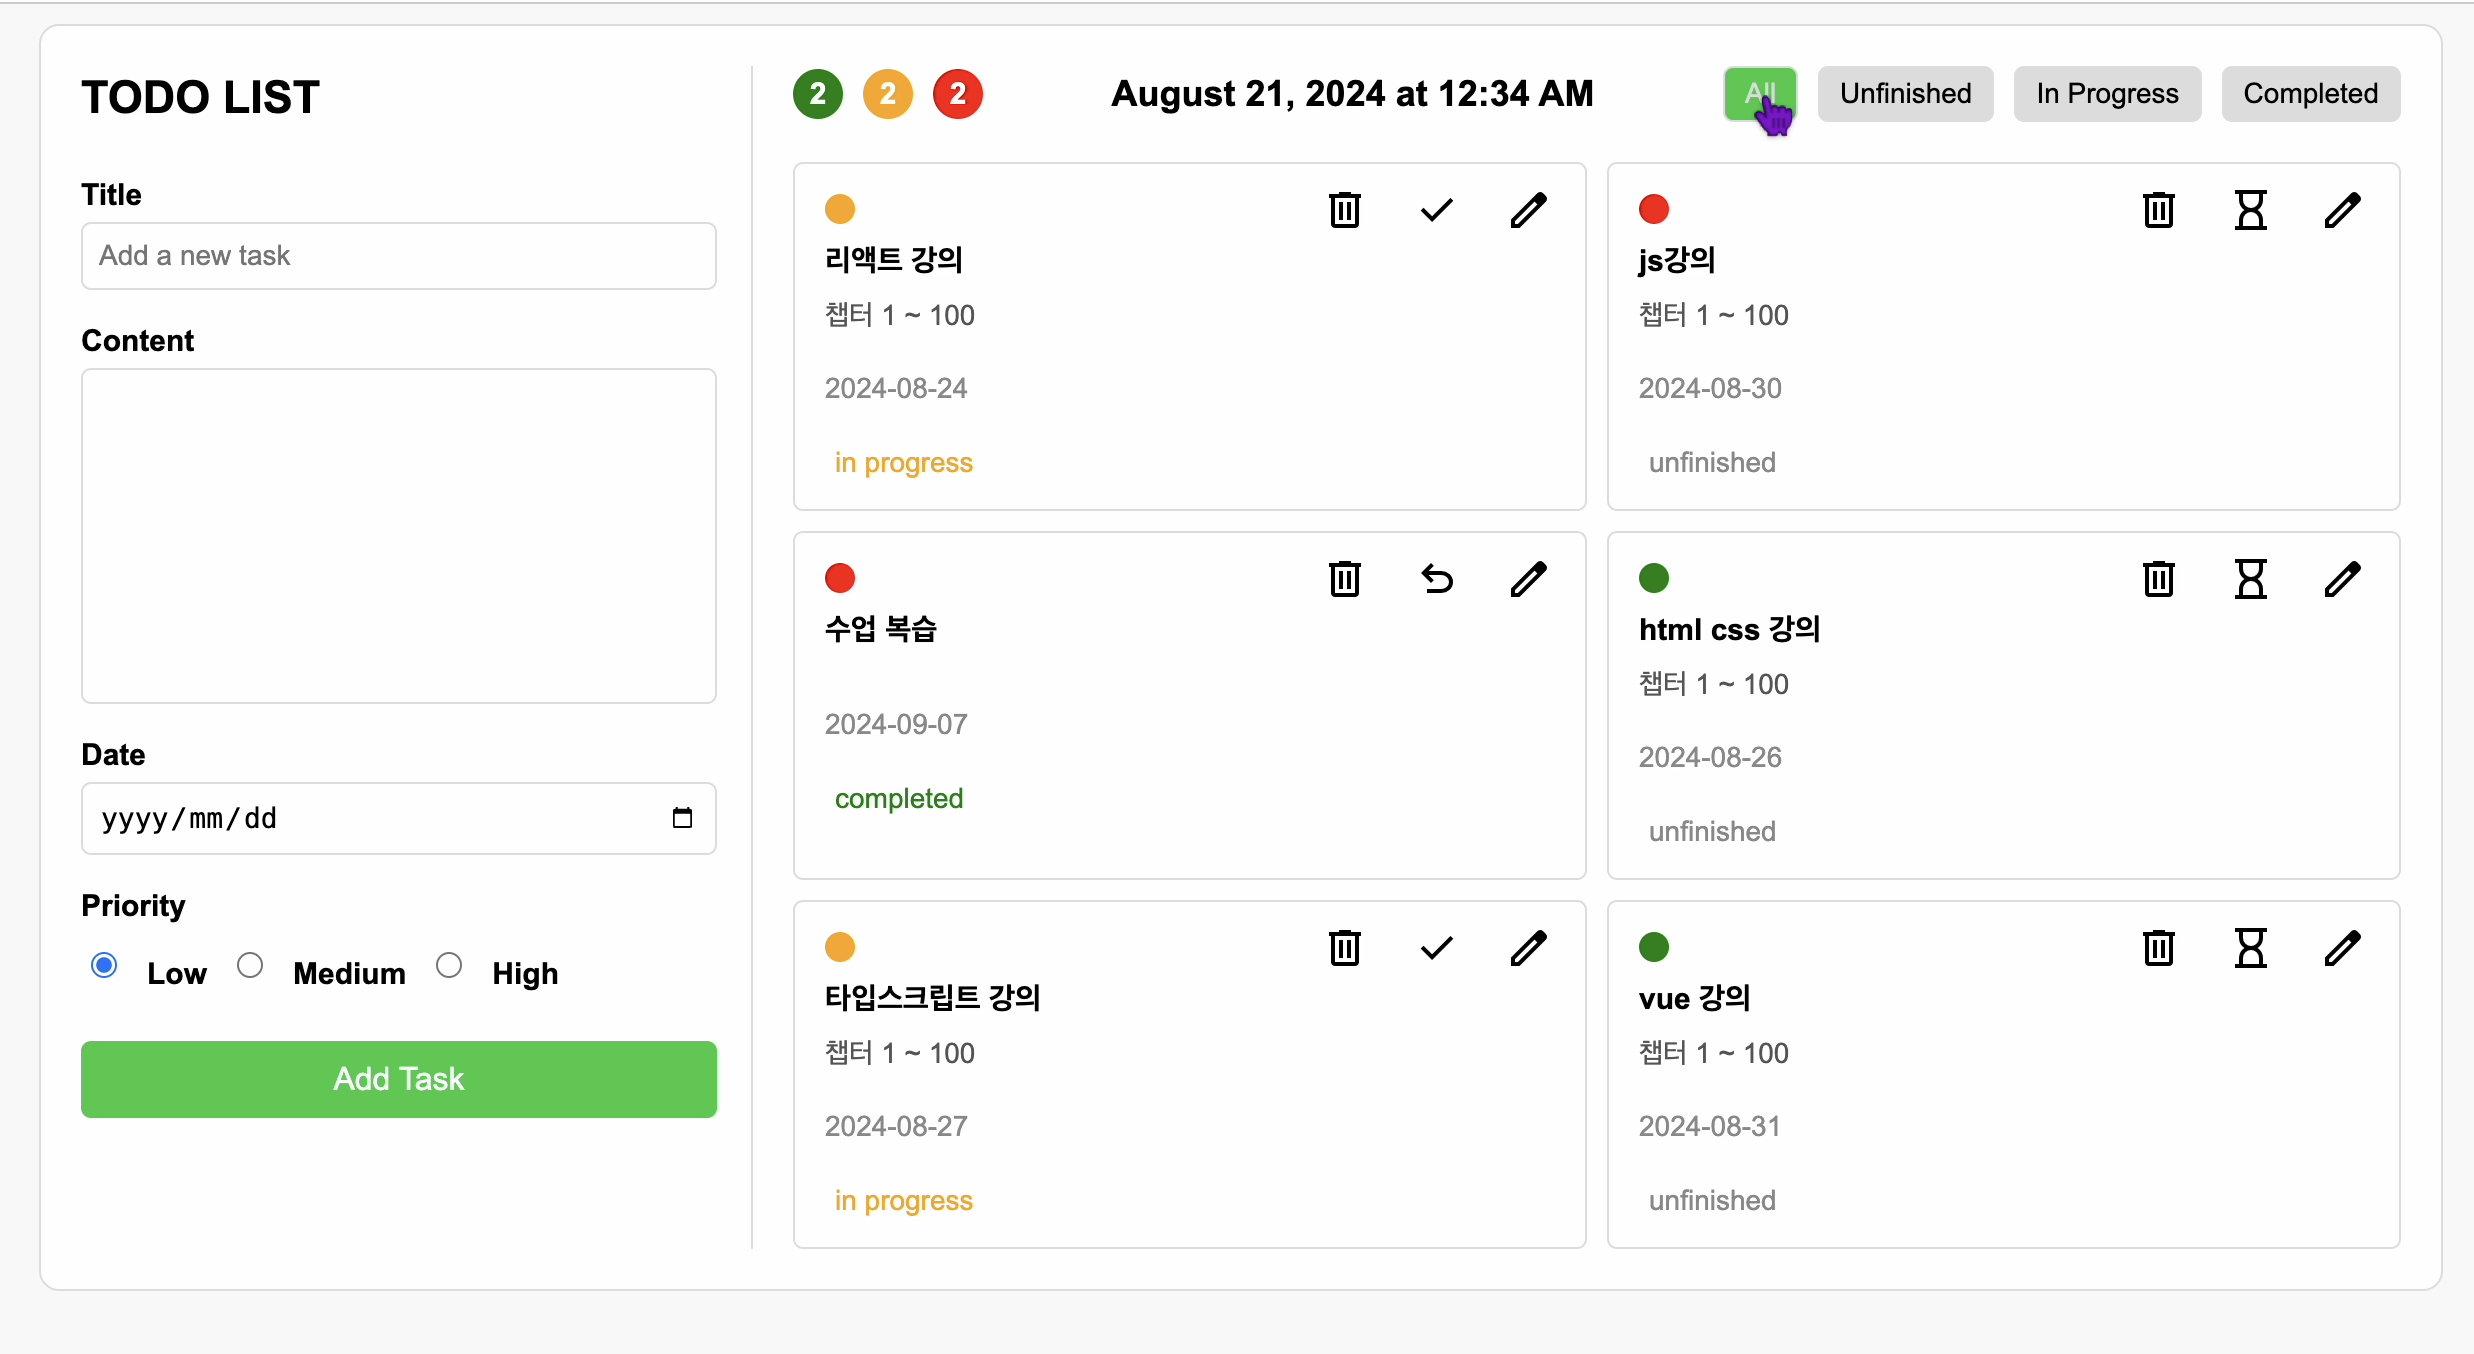 TODO LIST
Title
Add a new task
Content
Date
yyyy/mm/dd
Priority
Low Medium High
Add Task
2 2 2
August 21, 2024 at 12:34 AM
All Unfinished In Progress Completed
리액트 강의
챕터 1 ~ 100
2024-08-24
in progress
js강의
챕터 1 ~ 100
2024-08-30
unfinished
수업 복습
2024-09-07
completed
html css 강의
챕터 1 ~ 100
2024-08-26
unfinished
타입스크립트 강의
챕터 1 ~ 100
2024-08-27
in progress
vue 강의
챕터 1 ~ 100
2024-08-31
unfinished